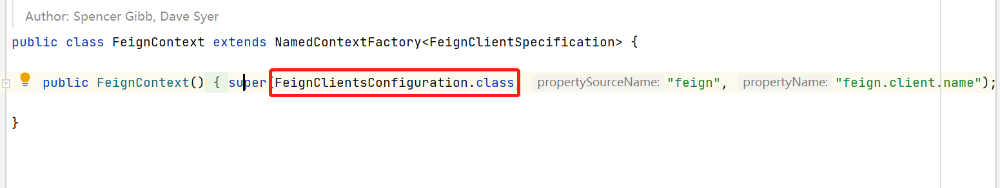 Author: Spencer Gibb, Dave Syer
public class FeignContext extends NamedContextFactory<FeignClientSpecification> {
public FeignContext() { super(FeignClientsConfiguration.class, propertySourceName: "feign", propertyName: "feign.client.name");
}